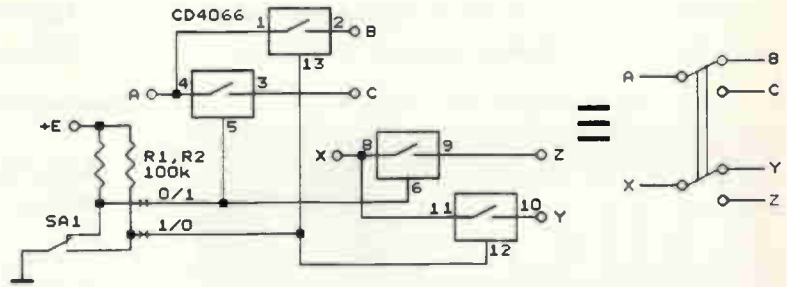 CD4066
1 2 B
13
A 4 3 C
5
+E
R1,R2
100k
0/1
SA1
1/0
X 8 9 Z
6
11 10 Y
12
A 8
C
X Y
Z